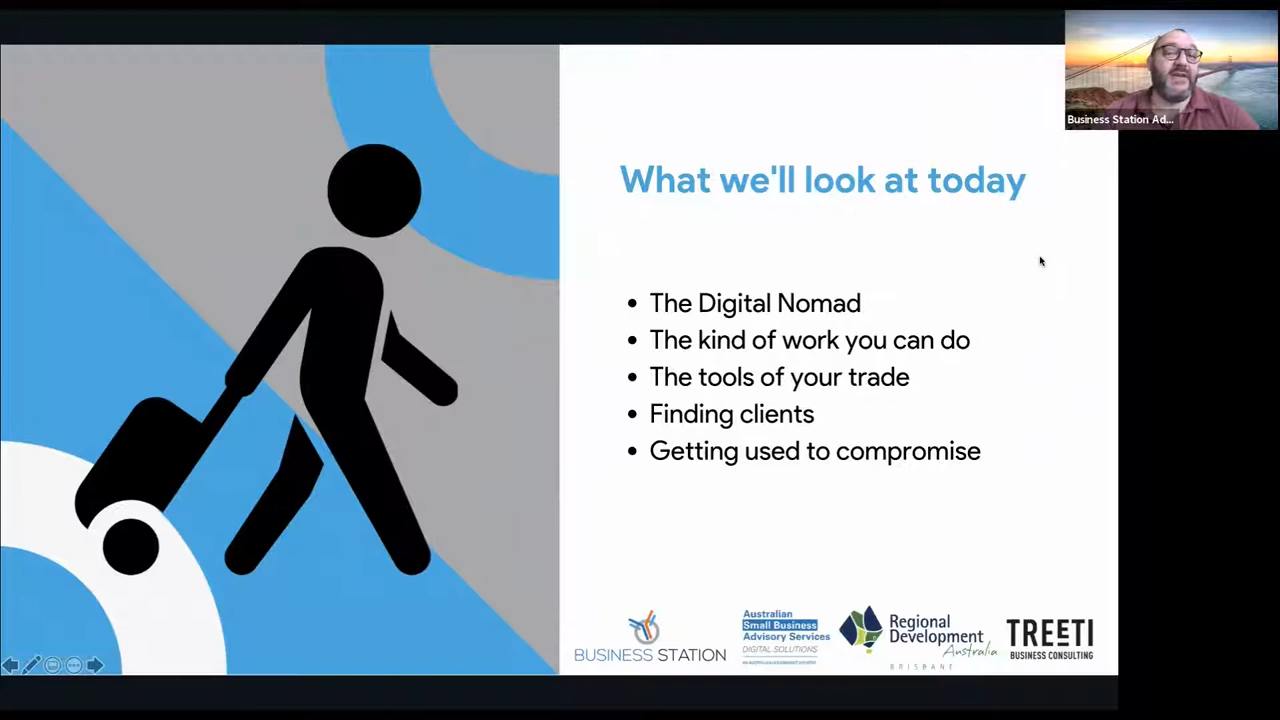 Business Station Ad...
What we'll look at today
• The Digital Nomad
• The kind of work you can do
• The tools of your trade
• Finding clients
• Getting used to compromise
BUSINESS STATION
Australian
Small Business
Advisory Services
DIGITAL SOLUTIONS
Regional
Development
Australia
BRISBANE
TREETI
BUSINESS CONSULTING